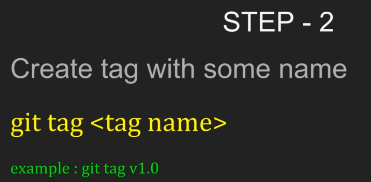 STEP - 2
Create tag with some name
git tag <tag name>
example : git tag v1.0